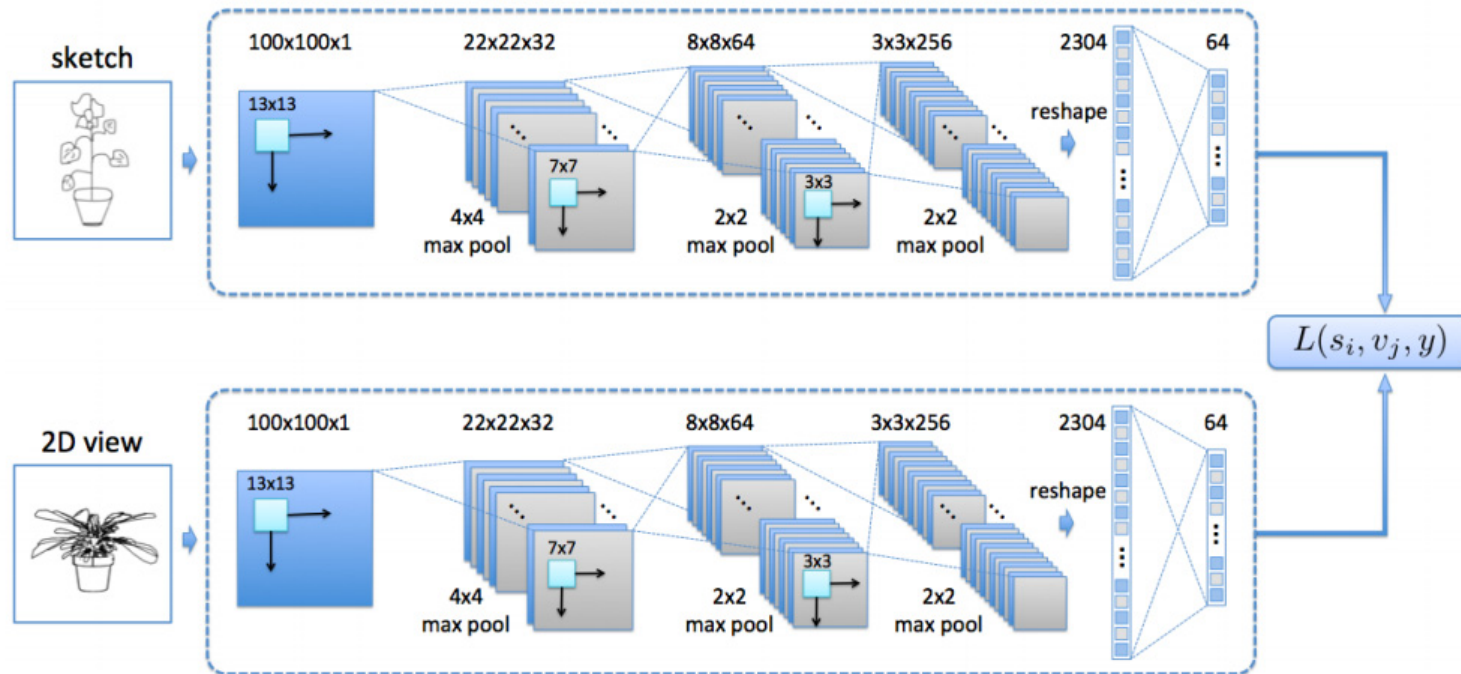 sketch
100x100x1 22x22x32 8x8x64 3x3x256 2304 64
13x13
7x7
3x3
reshape
4x4
max pool
2x2
max pool
2x2
max pool
L(s_i, v_j, y)
2D view
100x100x1 22x22x32 8x8x64 3x3x256 2304 64
13x13
7x7
3x3
reshape
4x4
max pool
2x2
max pool
2x2
max pool